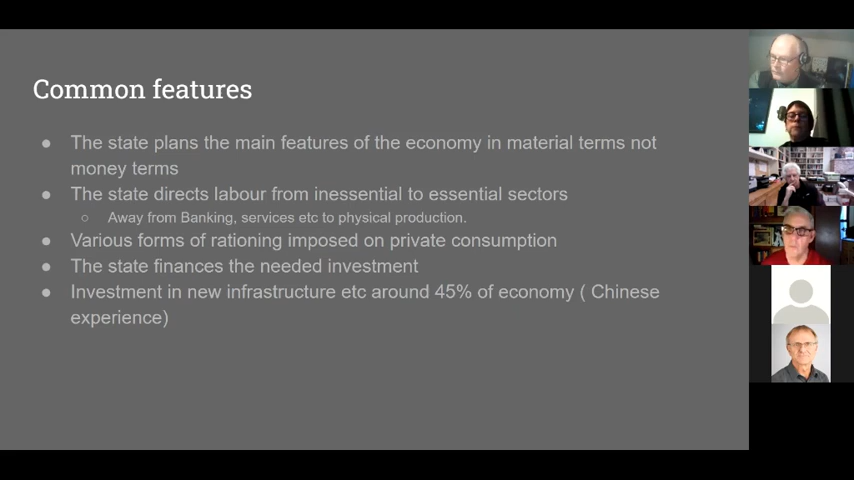 Common features
● The state plans the main features of the economy in material terms not
money terms
● The state directs labour from inessential to essential sectors
○ Away from Banking, services etc to physical production.
● Various forms of rationing imposed on private consumption
● The state finances the needed investment
● Investment in new infrastructure etc around 45% of economy ( Chinese
experience)